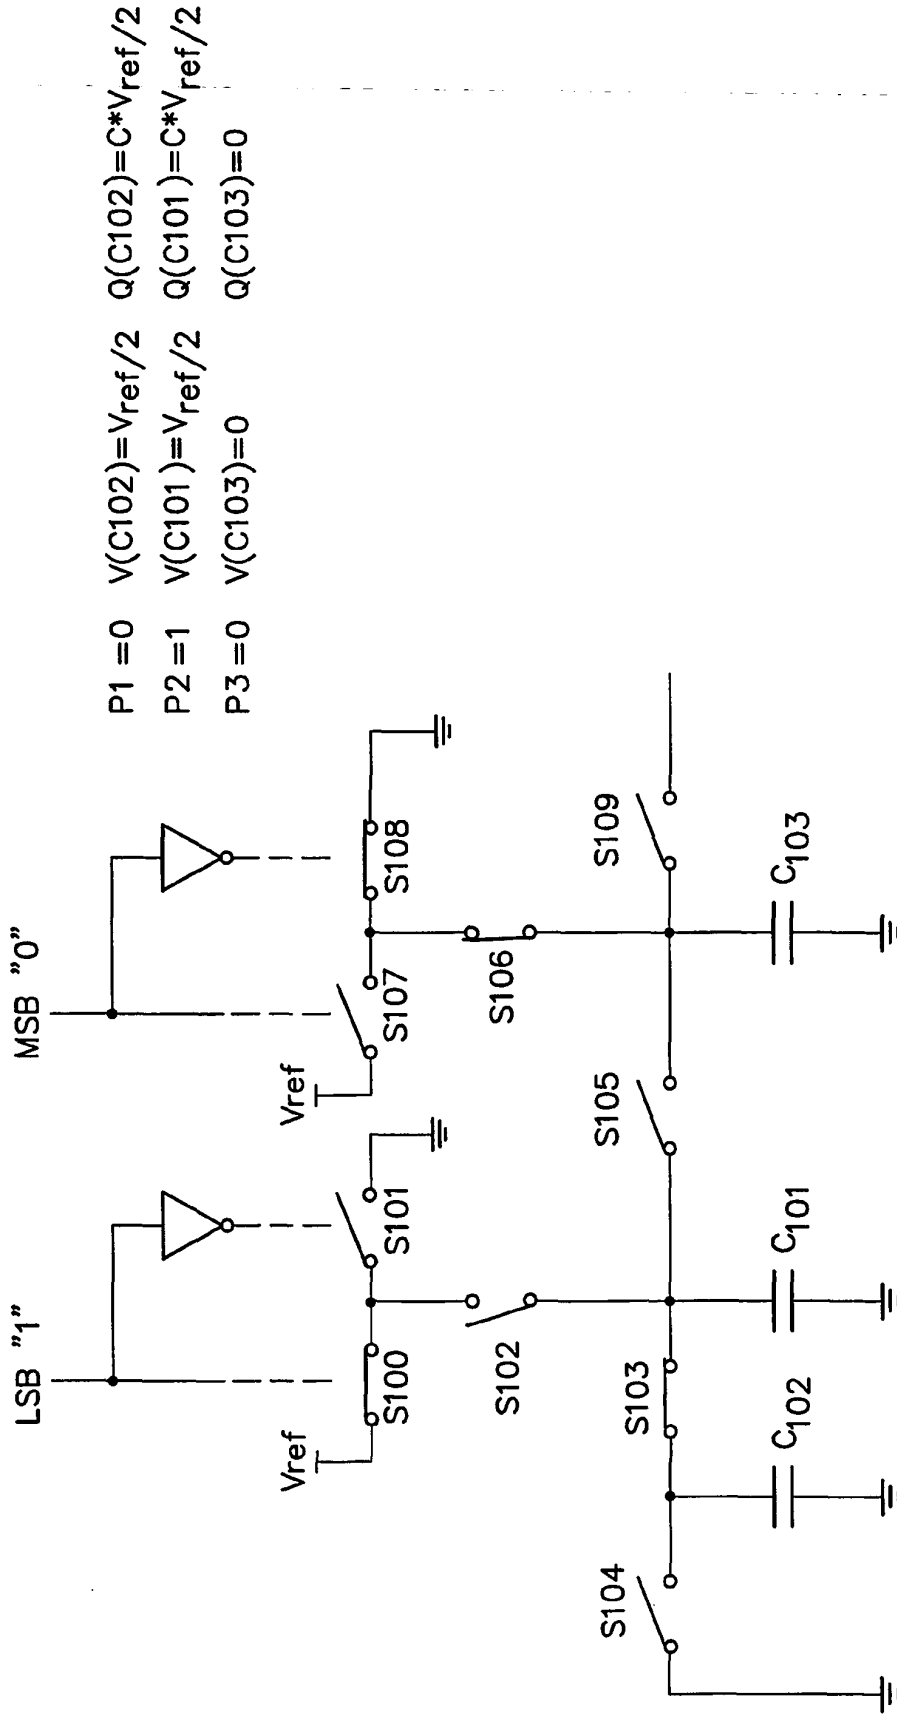 LSB "1"
MSB "0"
P1=0 V(C102)=Vref/2 Q(C102)=C*Vref/2
P2=1 V(C101)=Vref/2 Q(C101)=C*Vref/2
P3=0 V(C103)=0 Q(C103)=0
Vref
S100
S101
Vref
S107
S108
S102
S106
S104
S103
S105
S109
C102
C101
C103